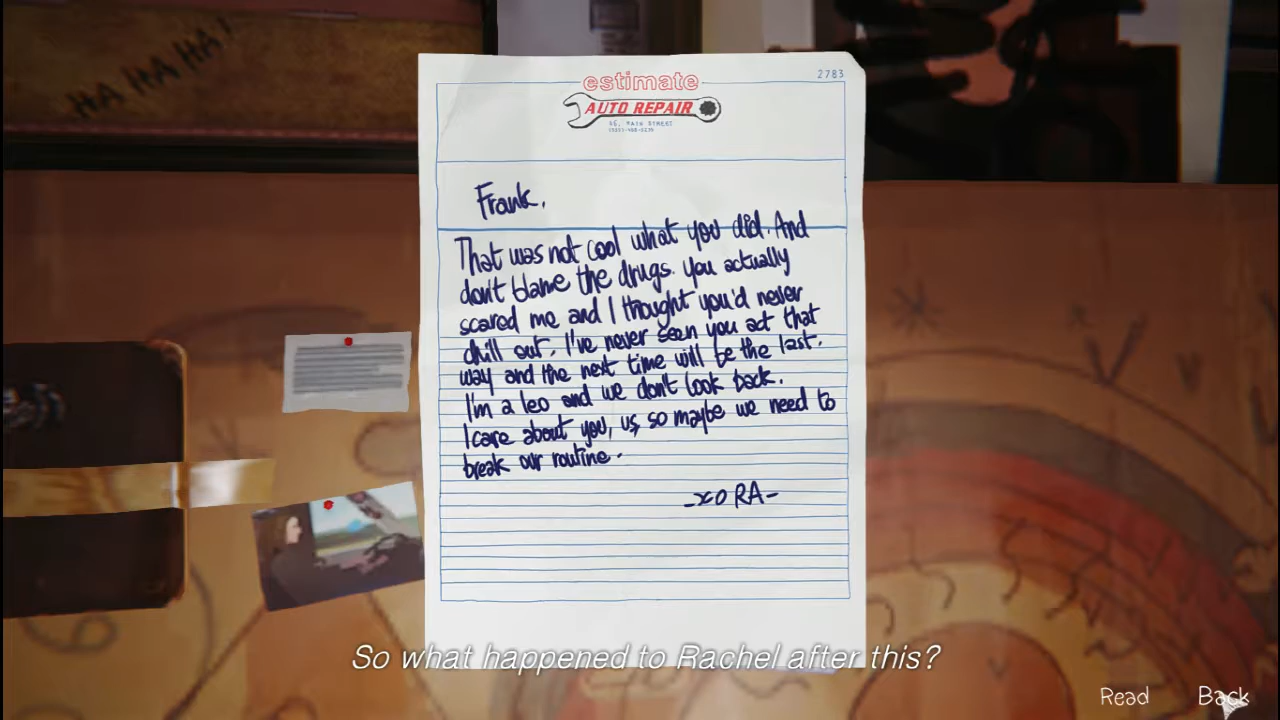 HA HA HA!
estimate
2783
AUTO REPAIR
Frank,
That was not cool what you did. And
don't blame the drugs. You actually
scared me and I thought you'd never
chill out. I've never seen you act that
way and the next time will be the last.
I'm a leo and we don't look back.
I care about you, us, so maybe we need to
break our routine.
-xo RA-
So what happened to Rachel after this?
Read
Back